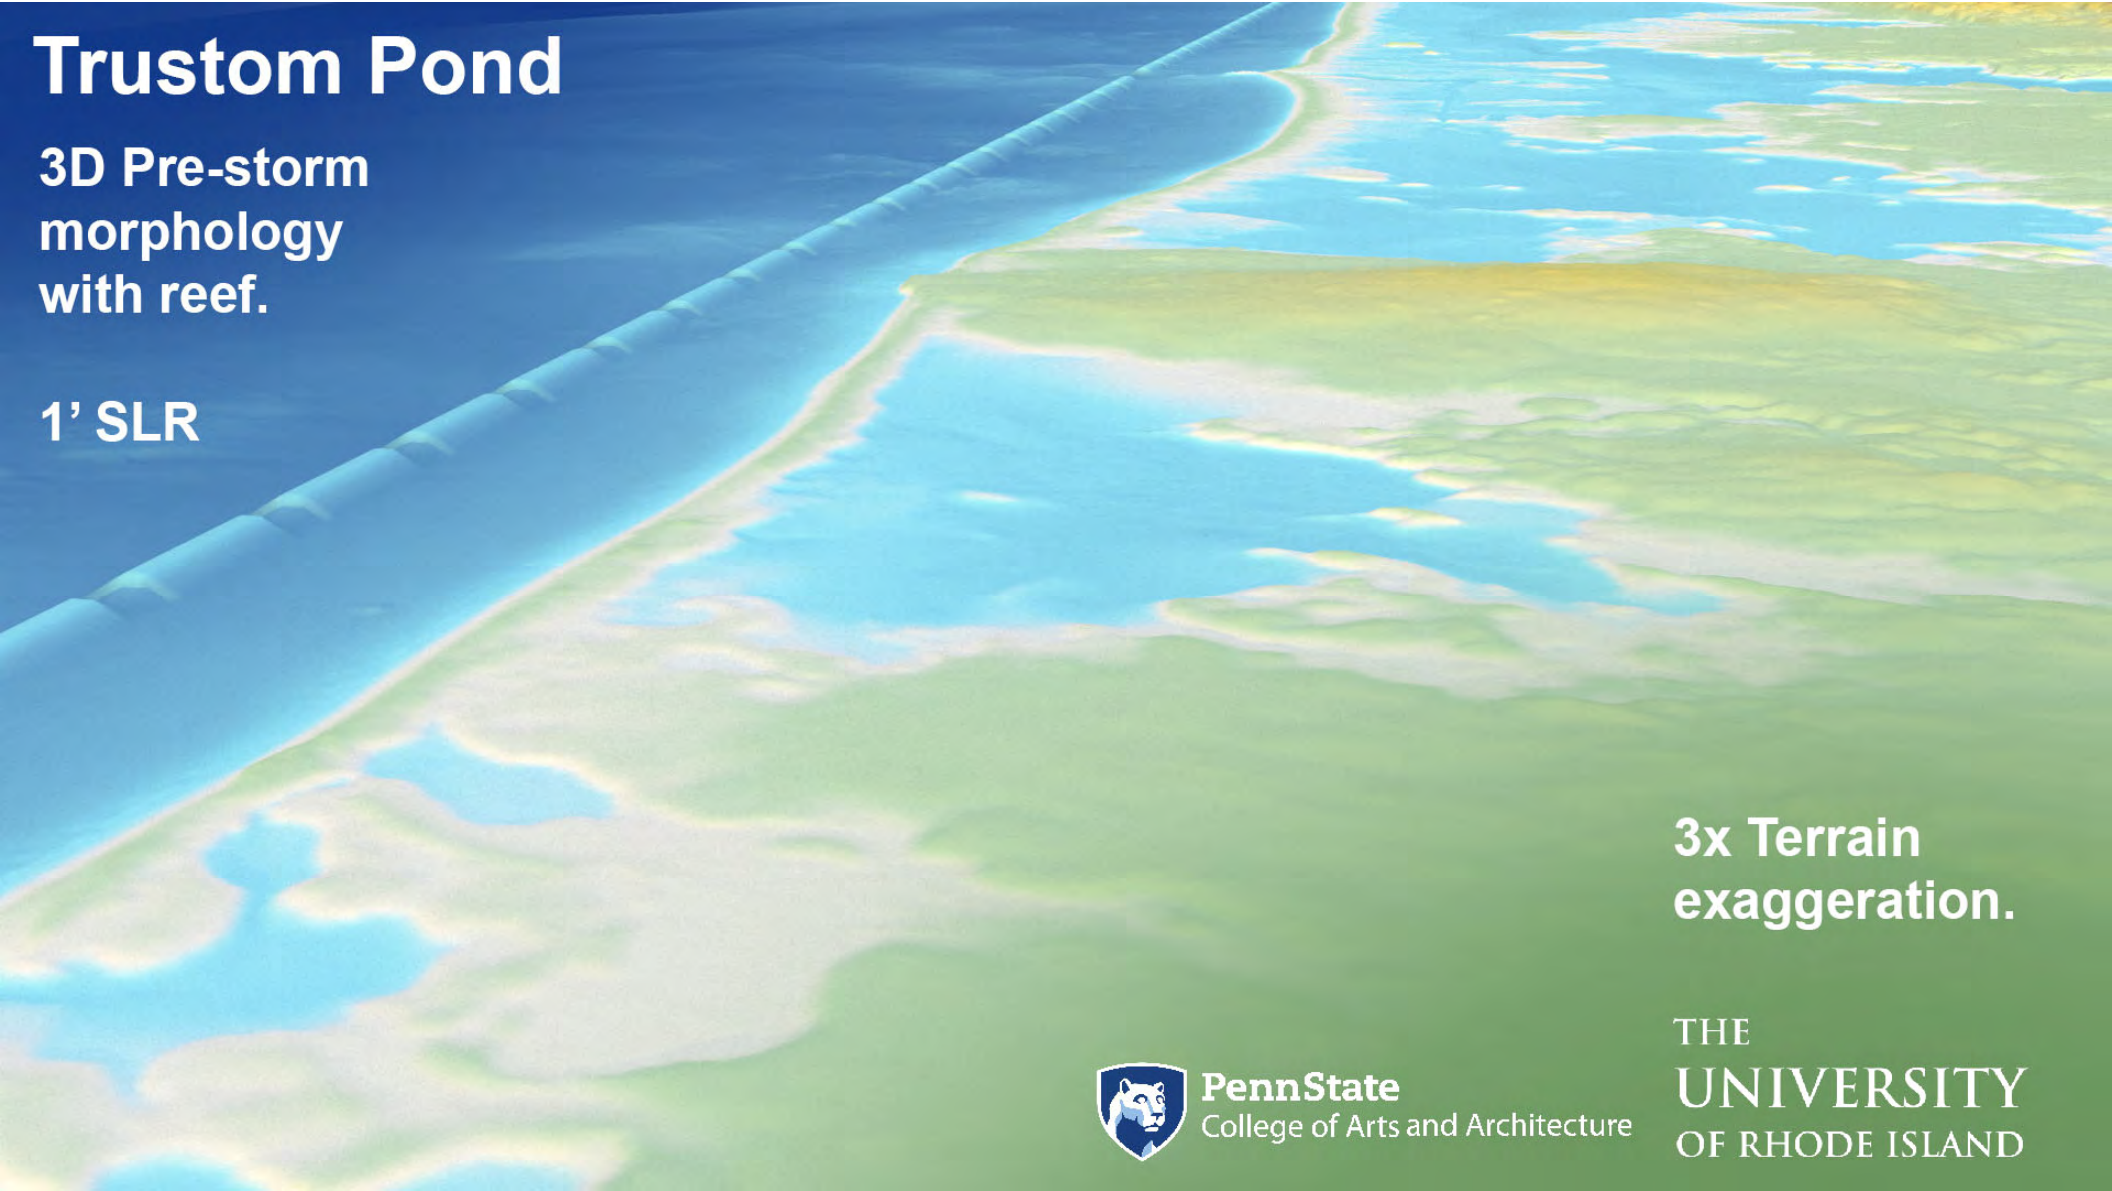 Trustom Pond
3D Pre-storm
morphology
with reef.
1’ SLR
3x Terrain
exaggeration.
PennState
College of Arts and Architecture
THE
UNIVERSITY
OF RHODE ISLAND